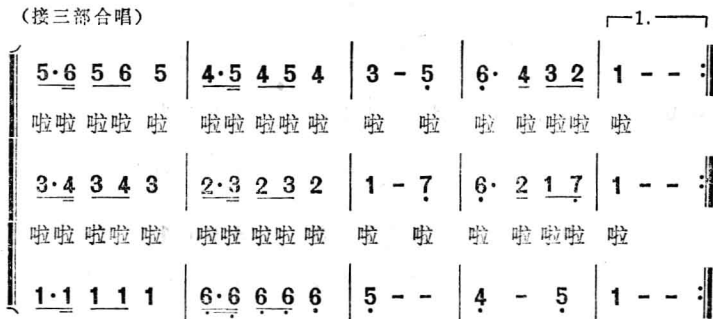 （接三部合唱）
1.
5·6 5 6 5 | 4·5 4 5 4 | 3 - 5̣ | 6̣· 4 3 2 | 1 - - :‖
啦啦 啦啦 啦 啦啦 啦啦 啦 啦 啦 啦 啦 啦啦 啦
3·4 3 4 3 | 2·3 2 3 2 | 1 - 7̣ | 6̣· 2 1 7̣ | 1 - - :‖
啦啦 啦啦 啦 啦啦 啦啦 啦 啦 啦 啦 啦 啦啦 啦
1·1 1 1 1 | 6̣·6̣ 6̣ 6̣ 6̣ | 5̣ - - | 4̣ - 5̣ | 1 - - :‖